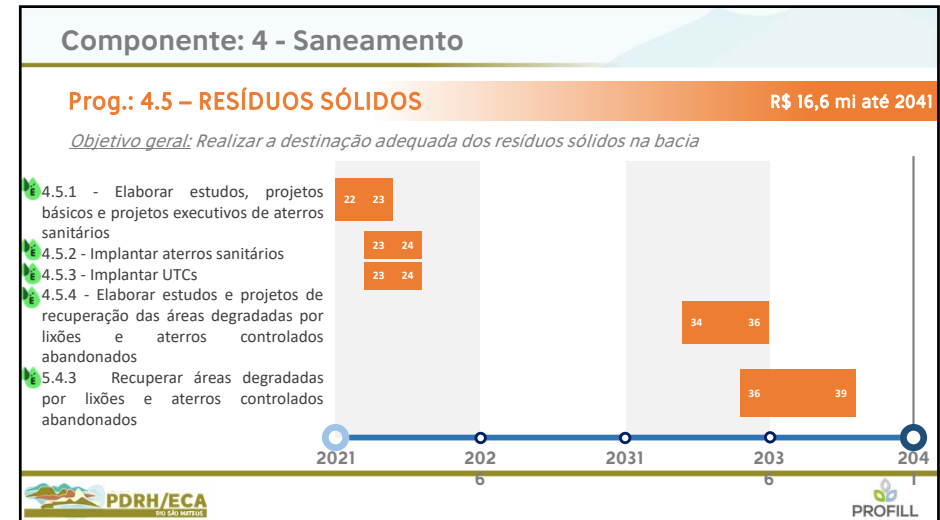 Componente: 4 - Saneamento
Prog.: 4.5 – RESÍDUOS SÓLIDOS
R$ 16,6 mi até 2041
Objetivo geral: Realizar a destinação adequada dos resíduos sólidos na bacia
4.5.1 - Elaborar estudos, projetos
básicos e projetos executivos de aterros
sanitários
22 23
4.5.2 - Implantar aterros sanitários
23 24
4.5.3 - Implantar UTCs
23 24
4.5.4 - Elaborar estudos e projetos de
recuperação das áreas degradadas por
lixões e aterros controlados
abandonados
34 36
5.4.3 Recuperar áreas degradadas
por lixões e aterros controlados
abandonados
36 39
2021
202
6
2031
203
6
204
1
PDRH/ECA
RIO SÃO MATEUS
PROFILL